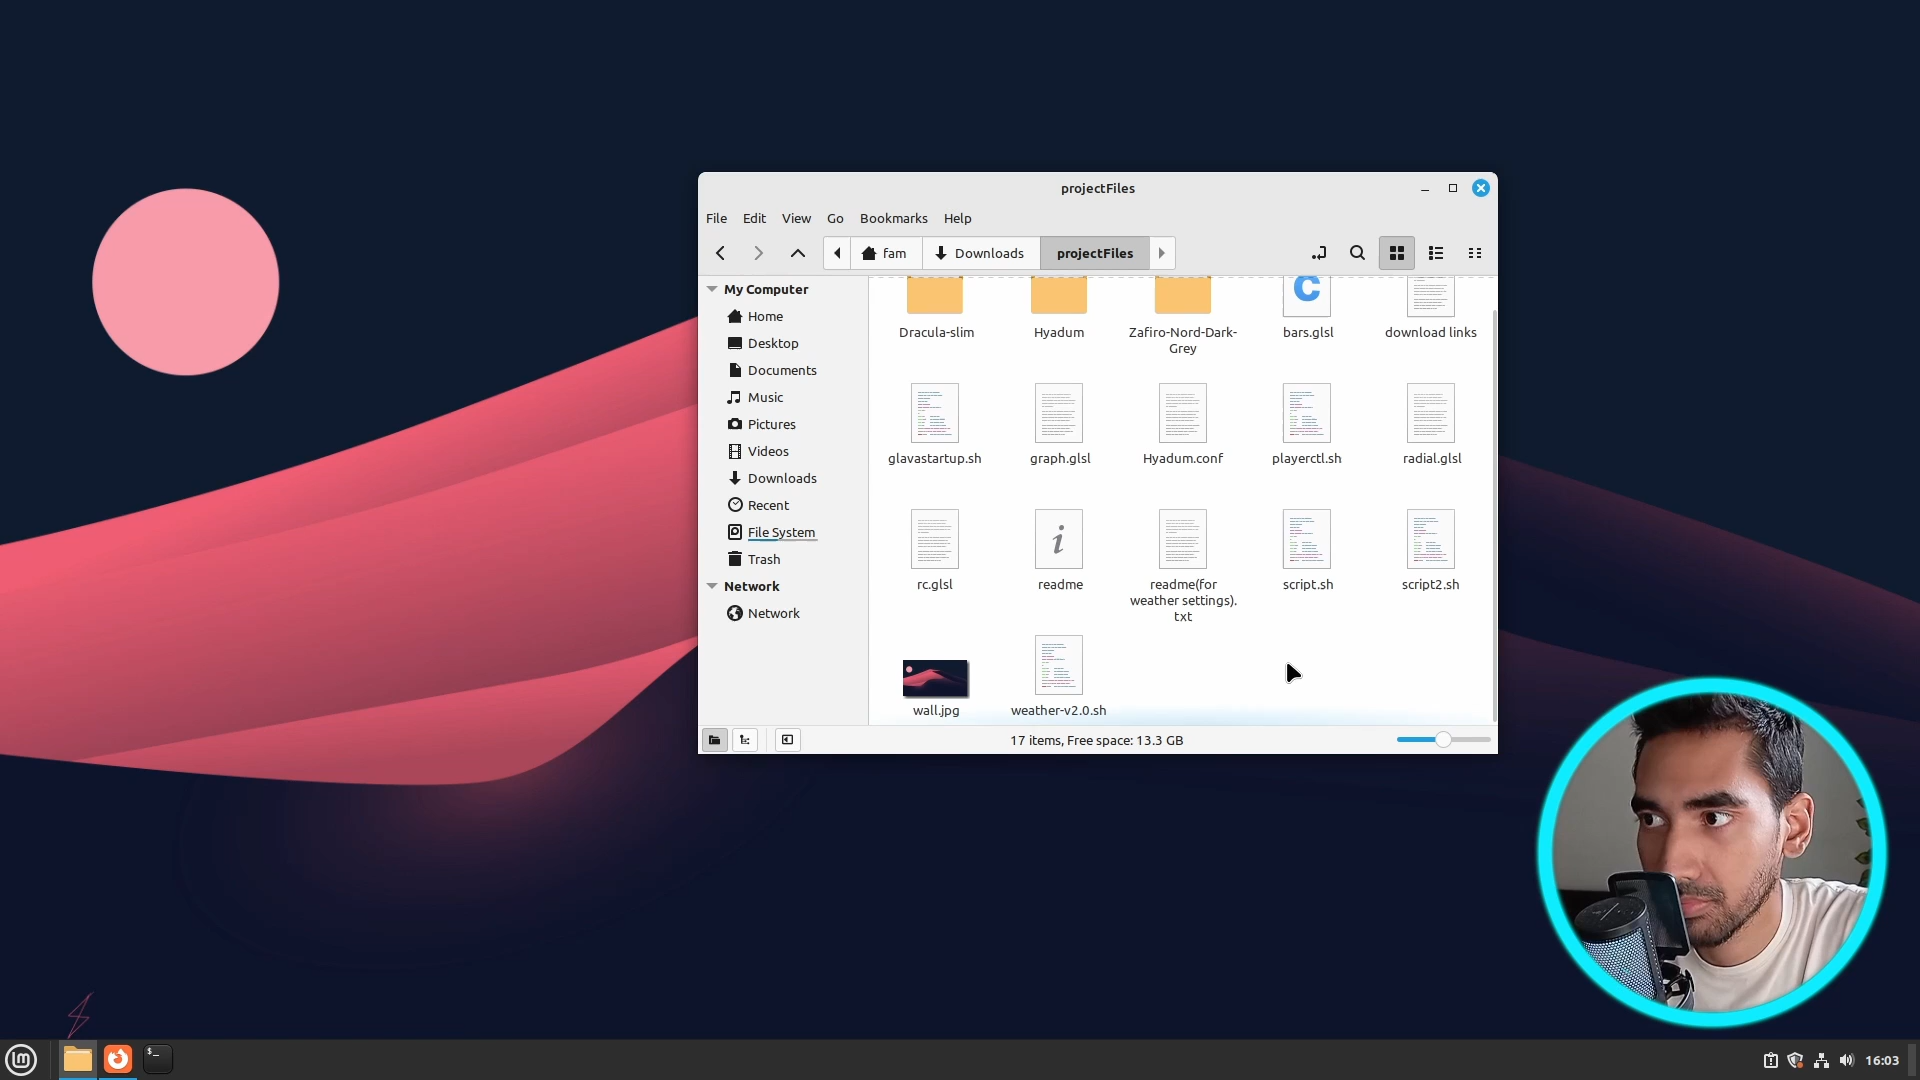 projectFiles
File Edit View Go Bookmarks Help
fam Downloads projectFiles
My Computer
Home
Desktop
Documents
Music
Pictures
Videos
Downloads
Recent
File System
Trash
Network
Network
Dracula-slim Hyadum Zafiro-Nord-Dark- bars.glsl download links
Grey
glavastartup.sh graph.glsl Hyadum.conf playerctl.sh radial.glsl
rc.glsl readme readme(for script.sh script2.sh
weather settings).
txt
wall.jpg weather-v2.0.sh
17 items, Free space: 13.3 GB
16:03